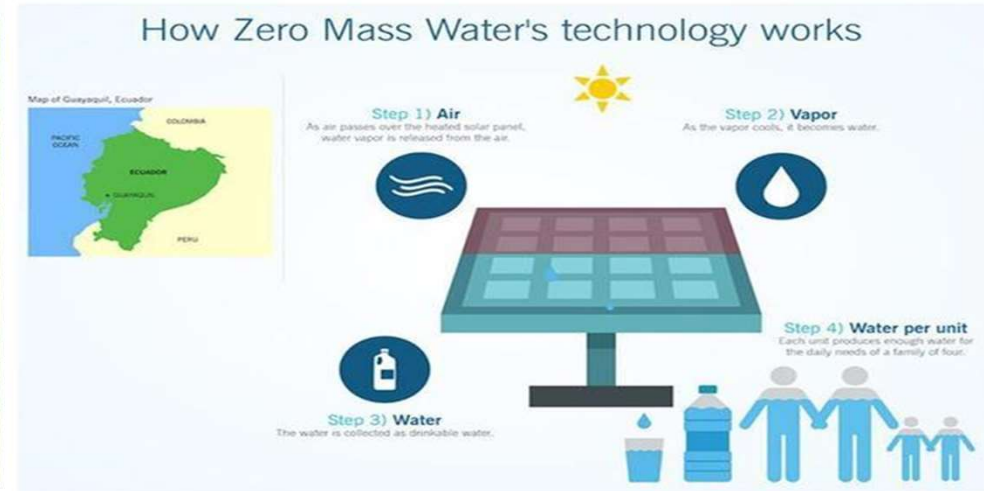 How Zero Mass Water's technology works
Map of Guayaquil, Ecuador
PACIFIC
OCEAN
COLOMBIA
ECUADOR
GUAYAQUIL
PERU
Step 1) Air
As air passes over the heated solar panel,
water vapor is released from the air.
Step 2) Vapor
As the vapor cools, it becomes water.
Step 3) Water
The water is collected as drinkable water.
Step 4) Water per unit
Each unit produces enough water for
the daily needs of a family of four.